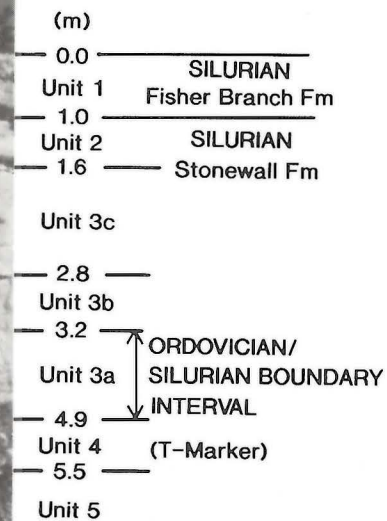 (m)
0.0
Unit 1
SILURIAN
Fisher Branch Fm
1.0
Unit 2
SILURIAN
1.6
Stonewall Fm
Unit 3c
2.8
Unit 3b
3.2
ORDOVICIAN/
Unit 3a
SILURIAN BOUNDARY
INTERVAL
4.9
Unit 4
(T-Marker)
5.5
Unit 5